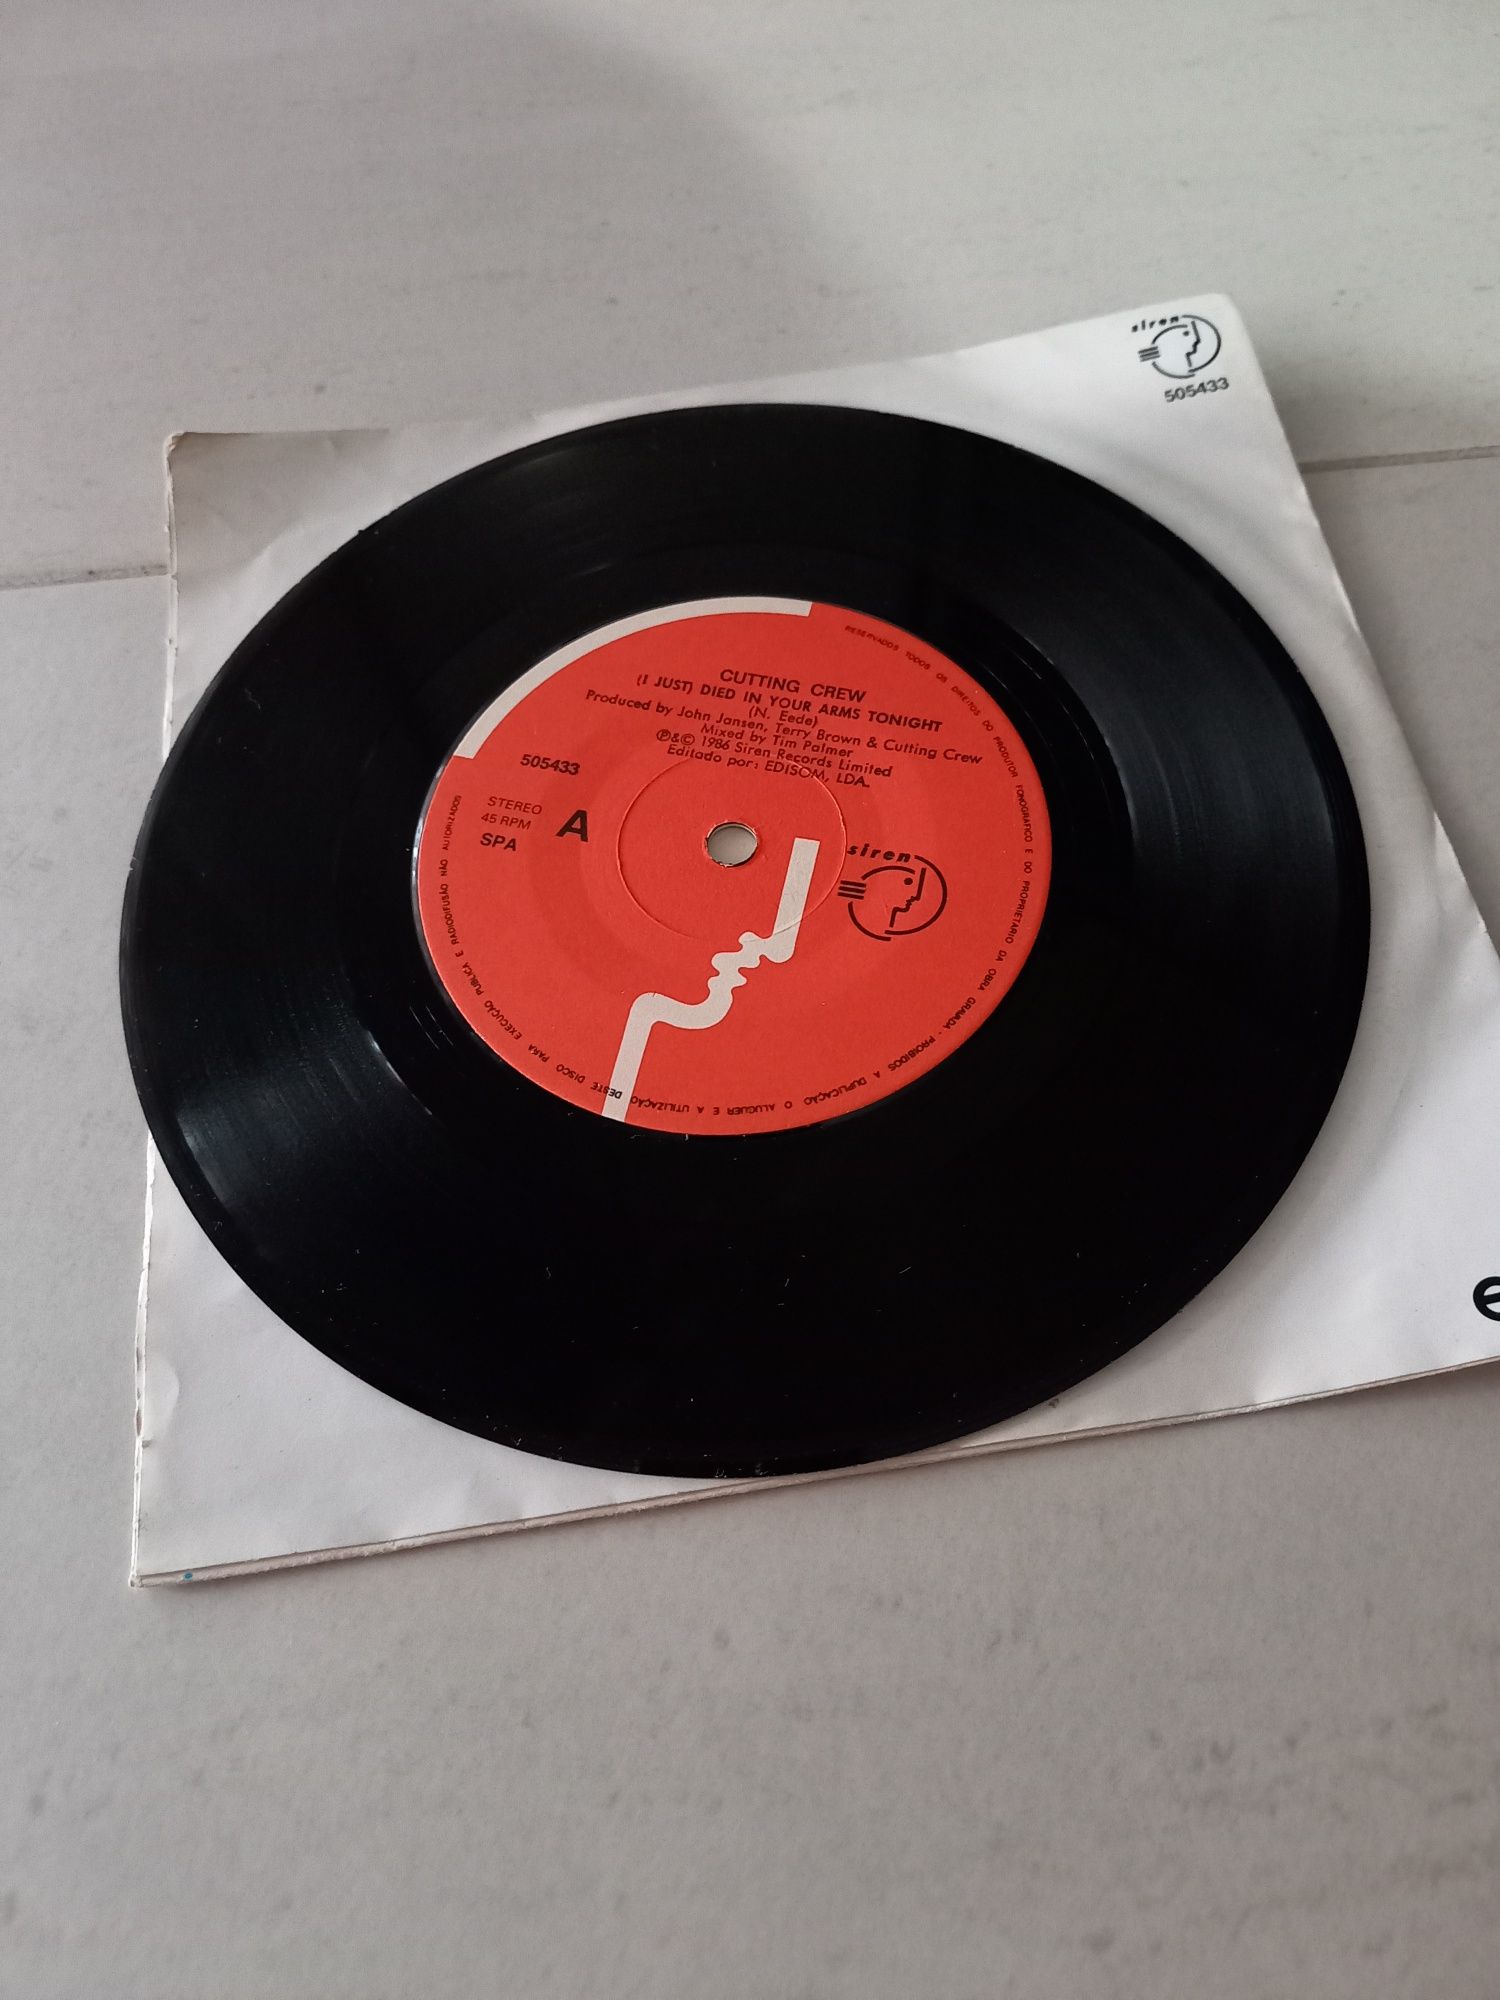 siren
505433
CUTTING CREW
(I JUST) DIED IN YOUR ARMS TONIGHT
(N. Eede)
Produced by John Jansen, Terry Brown & Cutting Crew
Mixed by Tim Palmer
℗&© 1986 Siren Records Limited
Editado por: EDISOM, LDA.
505433
STEREO
45 RPM
SPA
A
siren
RESERVADOS TODOS OS DIREITOS DO PRODUTOR FONOGRÁFICO E DO PROPRIETÁRIO DA OBRA GRAVADA - PROIBIDOS A DUPLICAÇÃO O ALUGUER E A UTILIZAÇÃO DESTE DISCO PARA EXECUÇÃO PÚBLICA E RADIODIFUSÃO NÃO AUTORIZADOS
e